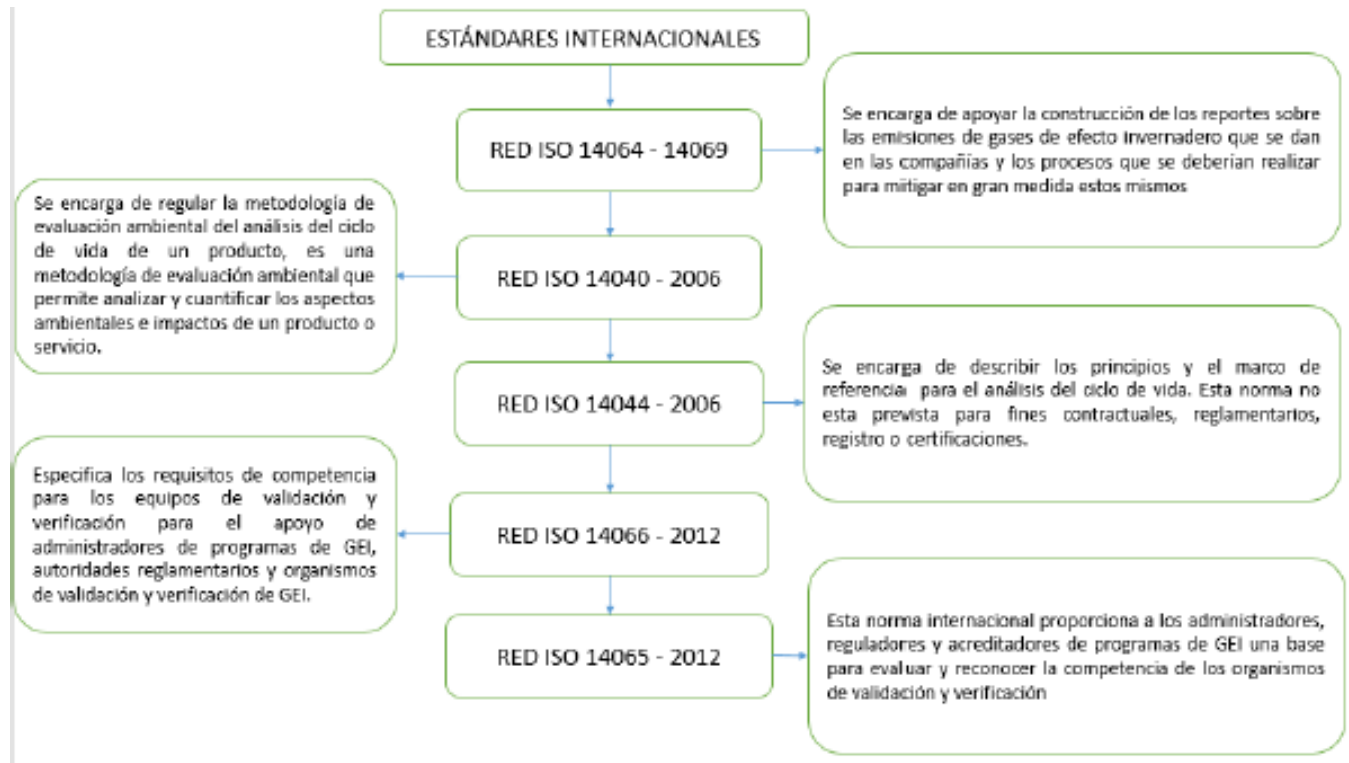 ESTÁNDARES INTERNACIONALES
RED ISO 14064 - 14069
Se encarga de apoyar la construcción de los reportes sobre
las emisiones de gases de efecto invernadero que se dan
en las compañías y los procesos que se deberían realizar
para mitigar en gran medida estos mismos
RED ISO 14040 - 2006
Se encarga de regular la metodología de
evaluación ambiental del análisis del ciclo
de vida de un producto, es una
metodología de evaluación ambiental que
permite analizar y cuantificar los aspectos
ambientales e impactos de un producto o
servicio.
RED ISO 14044 - 2006
Se encarga de describir los principios y el marco de
referencia para el análisis del ciclo de vida. Esta norma no
esta prevista para fines contractuales, reglamentarios,
registro o certificaciones.
RED ISO 14066 - 2012
Especifica los requisitos de competencia
para los equipos de validación y
verificación para el apoyo de
administradores de programas de GEI,
autoridades reglamentarios y organismos
de validación y verificación de GEI.
RED ISO 14065 - 2012
Esta norma internacional proporciona a los administradores,
reguladores y acreditadores de programas de GEI una base
para evaluar y reconocer la competencia de los organismos
de validación y verificación